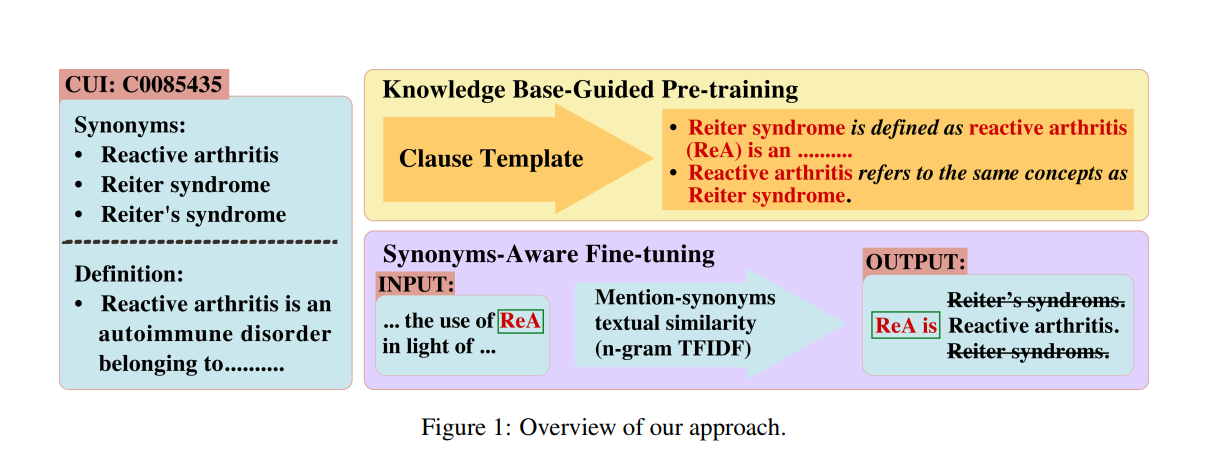 CUI: C0085435
Synonyms:
• Reactive arthritis
• Reiter syndrome
• Reiter's syndrome
Definition:
• Reactive arthritis is an
autoimmune disorder
belonging to..........
Knowledge Base-Guided Pre-training
Clause Template
• Reiter syndrome is defined as reactive arthritis
(ReA) is an ..........
• Reactive arthritis refers to the same concepts as
Reiter syndrome.
Synonyms-Aware Fine-tuning
INPUT:
... the use of ReA
in light of ...
Mention-synonyms
textual similarity
(n-gram TFIDF)
OUTPUT:
Reiter's syndroms.
ReA is Reactive arthritis.
Reiter syndroms.
Figure 1: Overview of our approach.